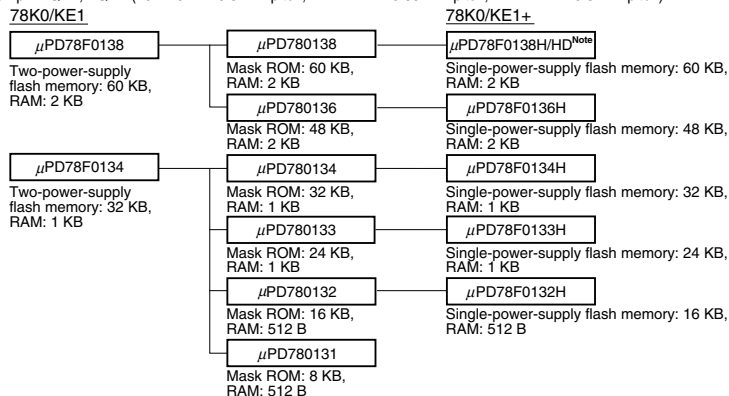 78K0/KE1
78K0/KE1+
μPD78F0138
μPD780138
μPD78F0138H/HDNote
Two-power-supply
flash memory: 60 KB,
RAM: 2 KB
Mask ROM: 60 KB,
RAM: 2 KB
Single-power-supply flash memory: 60 KB,
RAM: 2 KB
μPD780136
μPD78F0136H
Mask ROM: 48 KB,
RAM: 2 KB
Single-power-supply flash memory: 48 KB,
RAM: 2 KB
μPD78F0134
μPD780134
μPD78F0134H
Two-power-supply
flash memory: 32 KB,
RAM: 1 KB
Mask ROM: 32 KB,
RAM: 1 KB
Single-power-supply flash memory: 32 KB,
RAM: 1 KB
μPD780133
μPD78F0133H
Mask ROM: 24 KB,
RAM: 1 KB
Single-power-supply flash memory: 24 KB,
RAM: 1 KB
μPD780132
μPD78F0132H
Mask ROM: 16 KB,
RAM: 512 B
Single-power-supply flash memory: 16 KB,
RAM: 512 B
μPD780131
Mask ROM: 8 KB,
RAM: 512 B